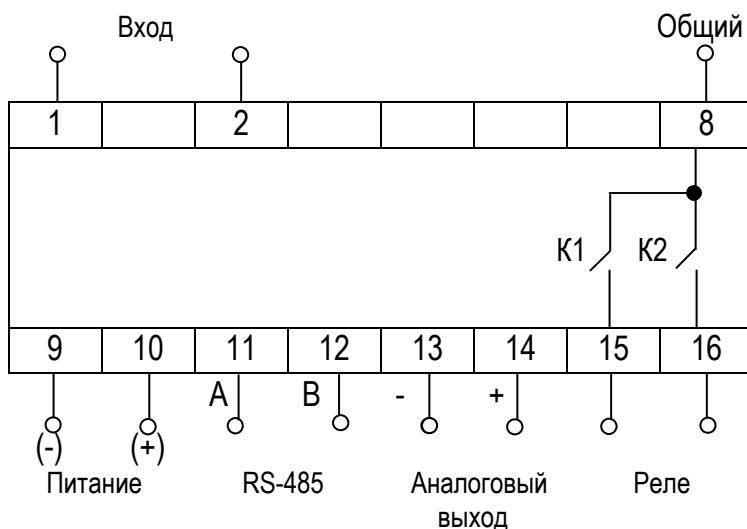 Вход Общий
1 2 8
К1 К2
9 10 11 12 13 14 15 16
A B - +
(-) (+)
Питание RS-485 Аналоговый Реле
выход